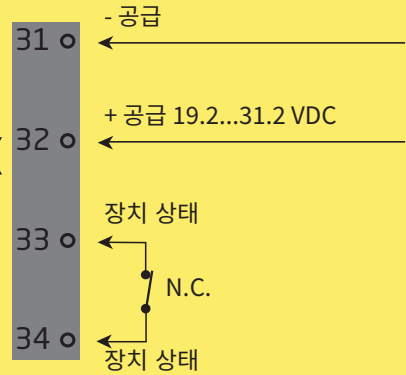 - 공급
31
+ 공급 19.2...31.2 VDC
32
장치 상태
33
N.C.
34
장치 상태